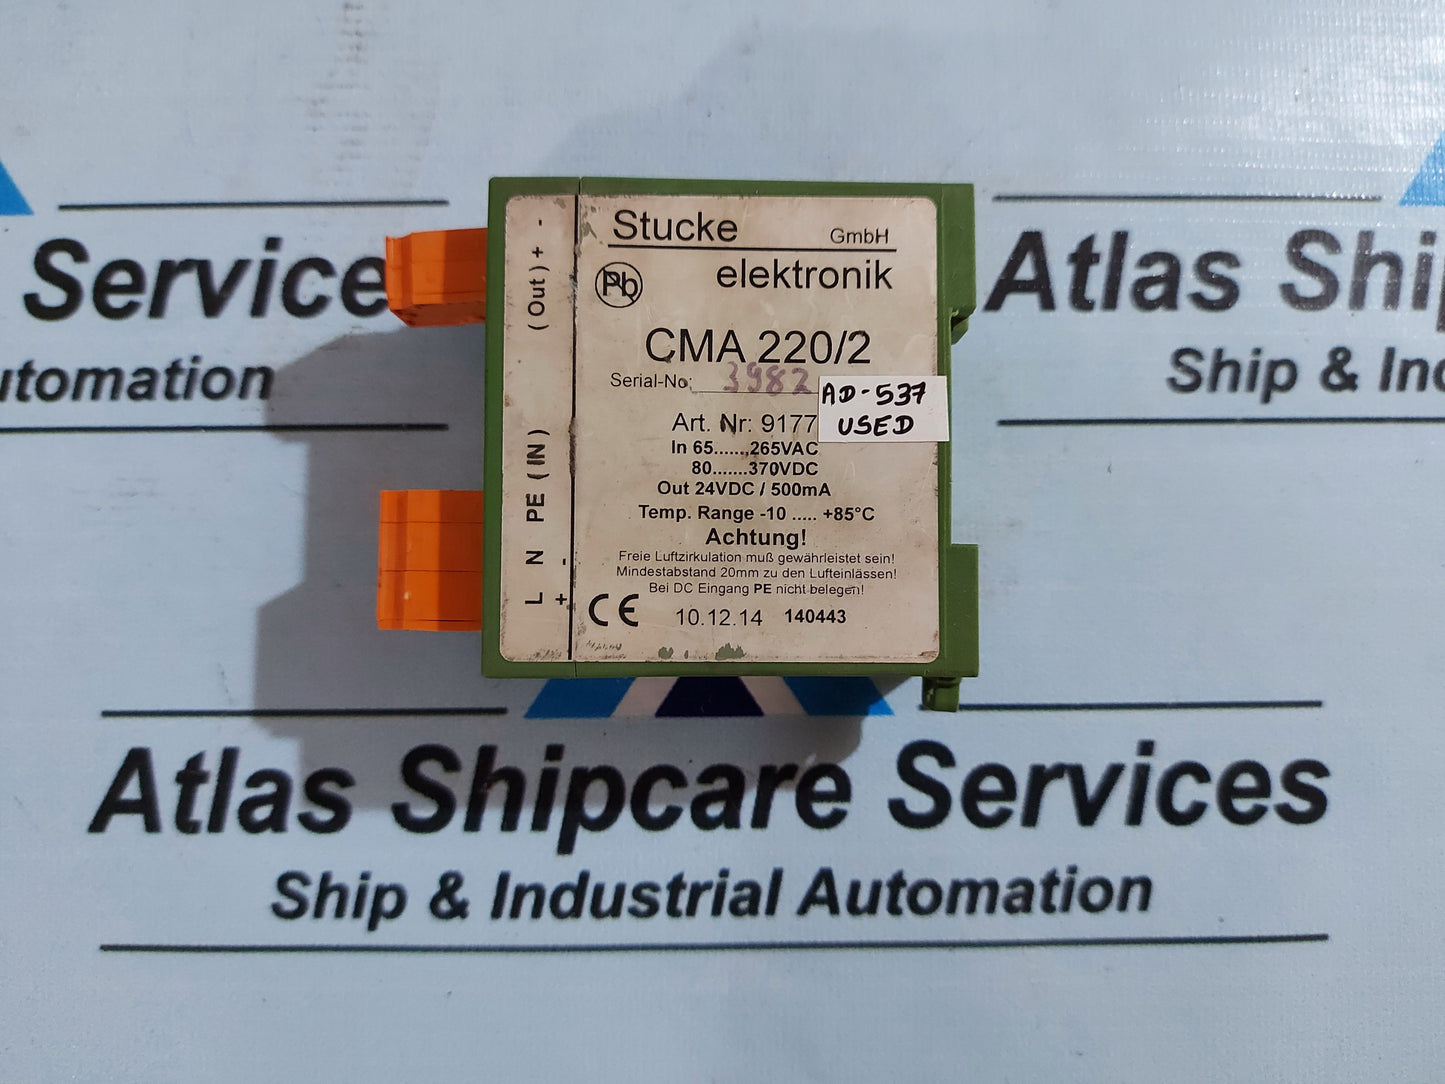 Stucke
GmbH
elektronik
Pb
CMA 220/2
Serial-No: 3982
AD-537
USED
Art. Nr: 9177
In 65......,265VAC
80.......370VDC
Out 24VDC / 500mA
Temp. Range -10 ..... +85°C
Achtung!
Freie Luftzirkulation muß gewährleistet sein!
Mindestabstand 20mm zu den Lufteinlässen!
Bei DC Eingang PE nicht belegen!
CE 10.12.14 140443
L N PE (IN) (Out) + -
+ -
Service
utomation
Atlas Ship
Ship & Ind
Atlas Shipcare Services
Ship & Industrial Automation